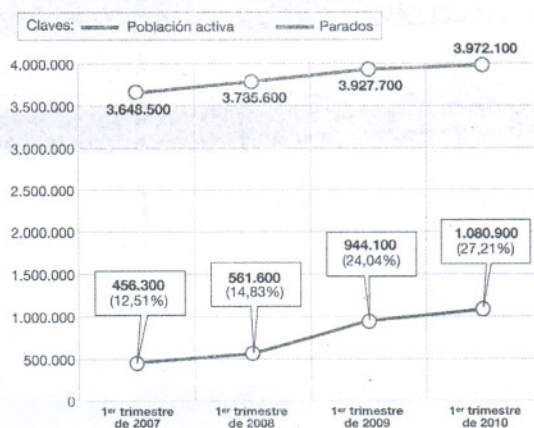 Claves: Población activa Parados
3.972.100
4.000.000
3.648.500
3.735.600
3.927.700
3.500.000
3.000.000
2.500.000
2.000.000
1.500.000
1.000.000
500.000
0
456.300
(12,51%)
561.600
(14,83%)
944.100
(24,04%)
1.080.900
(27,21%)
1er trimestre
de 2007
1er trimestre
de 2008
1er trimestre
de 2009
1er trimestre
de 2010